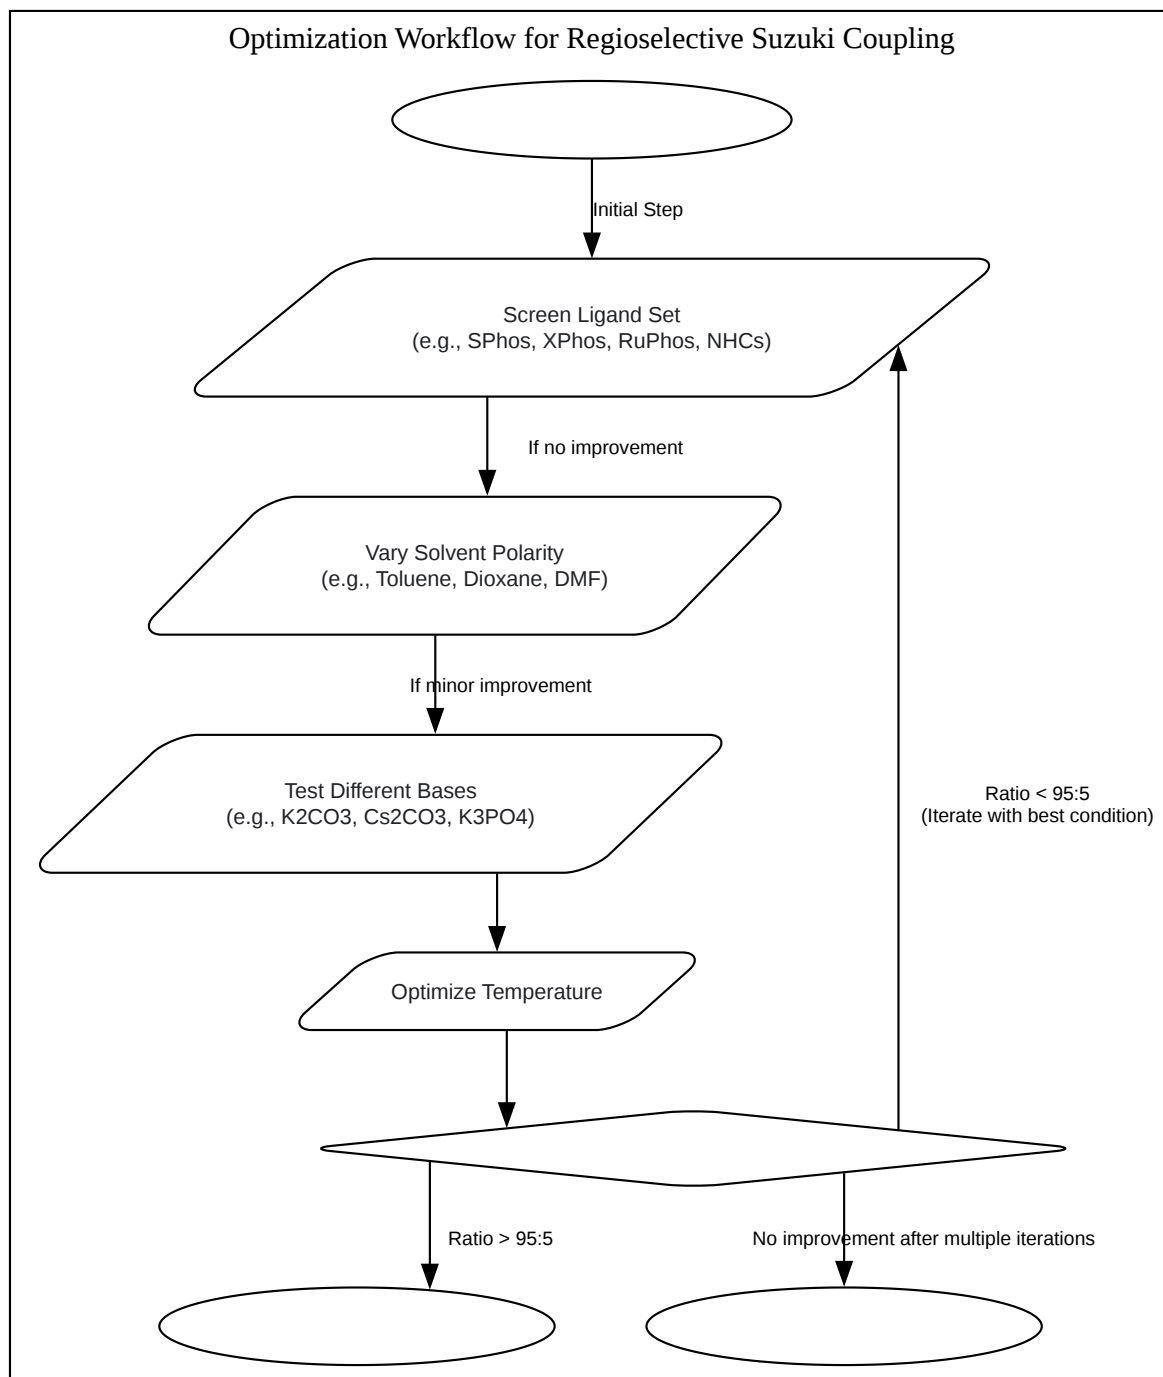 Optimization Workflow for Regioselective Suzuki Coupling
Initial Step
Screen Ligand Set
(e.g., SPhos, XPhos, RuPhos, NHCs)
If no improvement
Vary Solvent Polarity
(e.g., Toluene, Dioxane, DMF)
If minor improvement
Test Different Bases
(e.g., K2CO3, Cs2CO3, K3PO4)
Ratio < 95:5
(Iterate with best condition)
Optimize Temperature
Ratio > 95:5
No improvement after multiple iterations